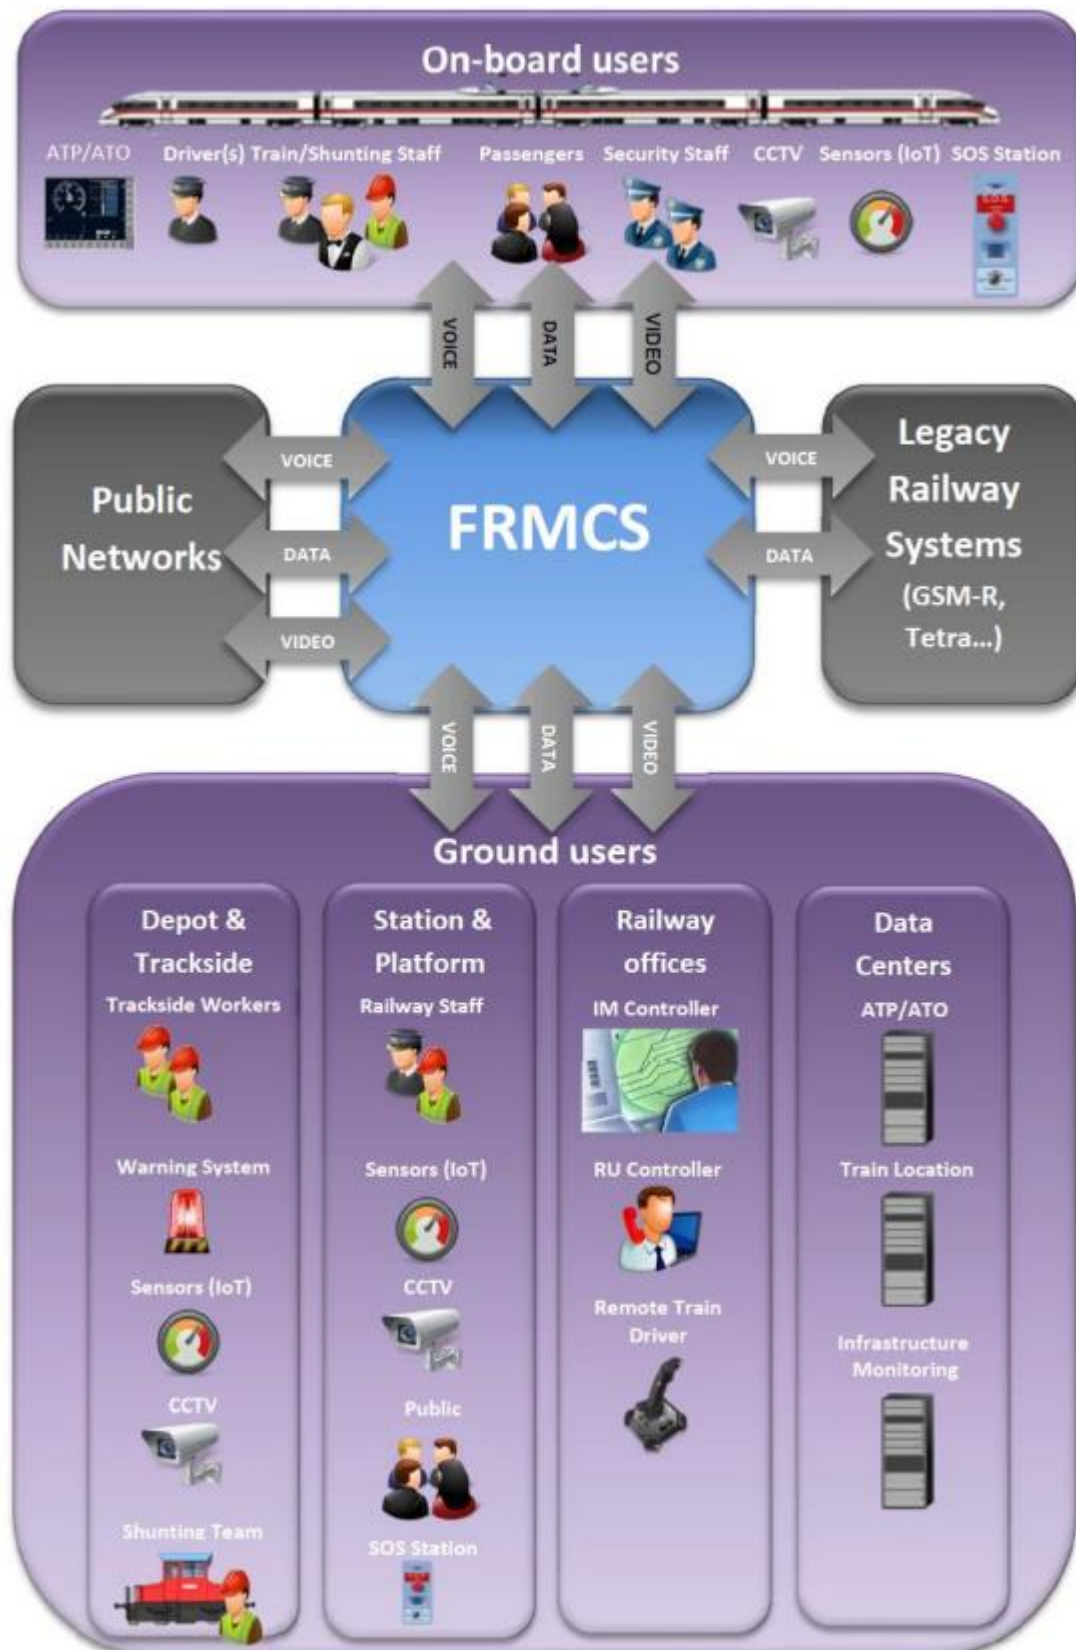 On-board users
ATP/ATO Driver(s) Train/Shunting Staff Passengers Security Staff CCTV Sensors (IoT) SOS Station
SOS
VOICE
DATA
VIDEO
Public
Networks
VOICE
DATA
VIDEO
FRMCS
VOICE
DATA
Legacy
Railway
Systems
(GSM-R,
Tetra...)
VOICE
DATA
VIDEO
Ground users
Depot &
Trackside
Trackside Workers
Warning System
Sensors (IoT)
CCTV
Shunting Team
Station &
Platform
Railway Staff
Sensors (IoT)
CCTV
Public
SOS Station
Railway
offices
IM Controller
RU Controller
Remote Train
Driver
Data
Centers
ATP/ATO
Train Location
Infrastructure
Monitoring